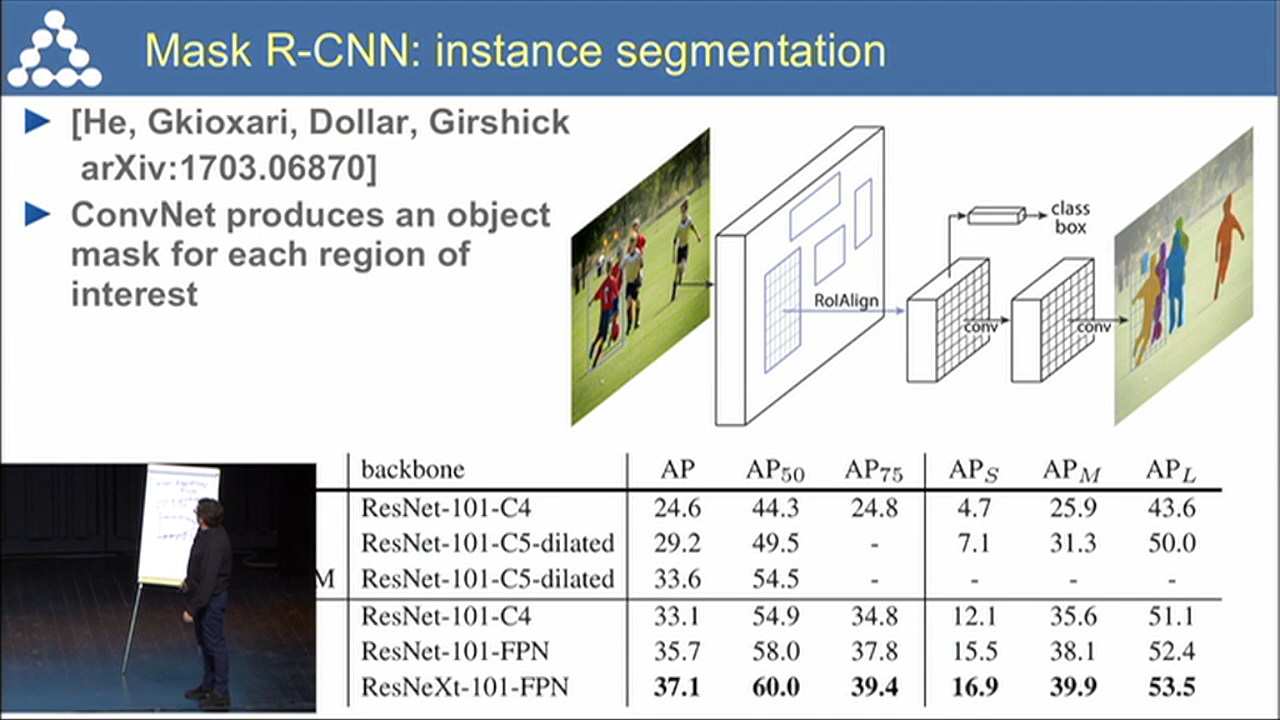 Mask R-CNN: instance segmentation
[He, Gkioxari, Dollar, Girshick
arXiv:1703.06870]
ConvNet produces an object
mask for each region of
interest
RoIAlign
class
box
conv
conv
backbone AP AP50 AP75 APS APM APL
ResNet-101-C4 24.6 44.3 24.8 4.7 25.9 43.6
ResNet-101-C5-dilated 29.2 49.5 - 7.1 31.3 50.0
M ResNet-101-C5-dilated 33.6 54.5 - - - -
ResNet-101-C4 33.1 54.9 34.8 12.1 35.6 51.1
ResNet-101-FPN 35.7 58.0 37.8 15.5 38.1 52.4
ResNeXt-101-FPN 37.1 60.0 39.4 16.9 39.9 53.5